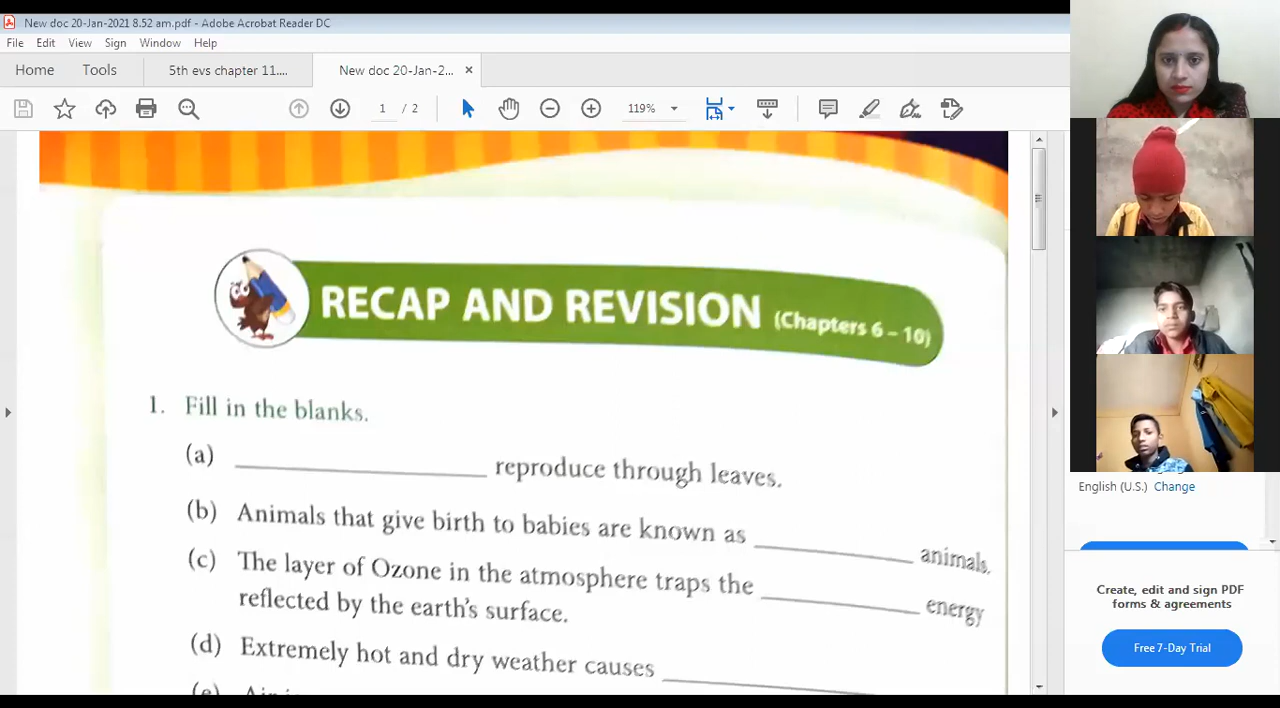 New doc 20-Jan-2021 8.52 am.pdf - Adobe Acrobat Reader DC
File Edit View Sign Window Help
Home Tools 5th evs chapter 11.... New doc 20-Jan-2... ×
1 / 2 119%
RECAP AND REVISION (Chapters 6 – 10)
1. Fill in the blanks.
(a) ____________ reproduce through leaves.
(b) Animals that give birth to babies are known as ____________ animals.
(c) The layer of Ozone in the atmosphere traps the ____________ energy
reflected by the earth's surface.
(d) Extremely hot and dry weather causes ____________
(e)
English (U.S.) Change
Create, edit and sign PDF
forms & agreements
Free 7-Day Trial